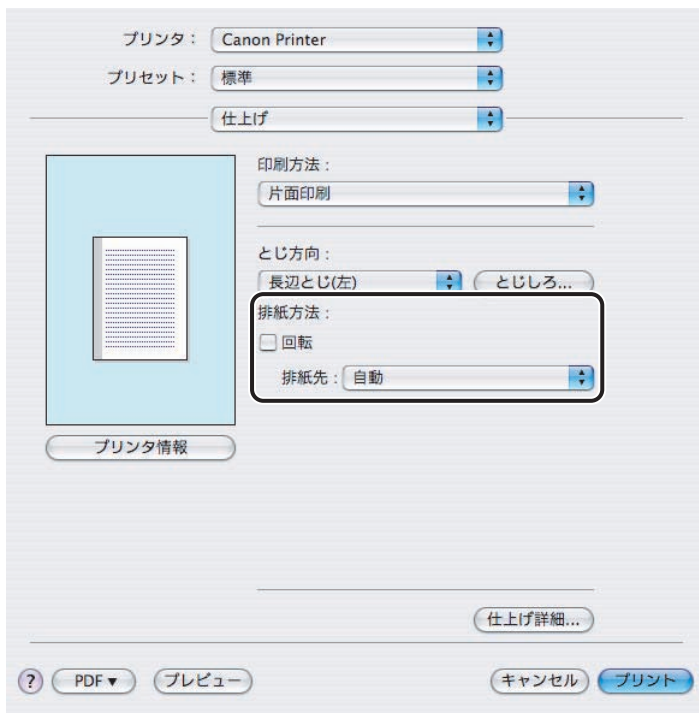 プリンタ： Canon Printer
プリセット： 標準
仕上げ
印刷方法：
片面印刷
とじ方向：
長辺とじ(左) とじしろ...
排紙方法：
回転
排紙先： 自動
プリンタ情報
仕上げ詳細...
? PDF▼ プレビュー キャンセル プリント